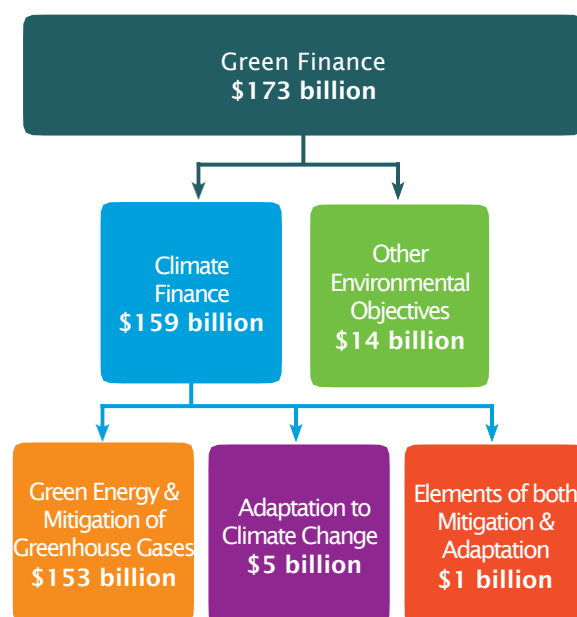 Green Finance
$173 billion
Climate
Finance
$159 billion
Other
Environmental
Objectives
$14 billion
Green Energy &
Mitigation of
Greenhouse Gases
$153 billion
Adaptation to
Climate Change
$5 billion
Elements of both
Mitigation &
Adaptation
$1 billion